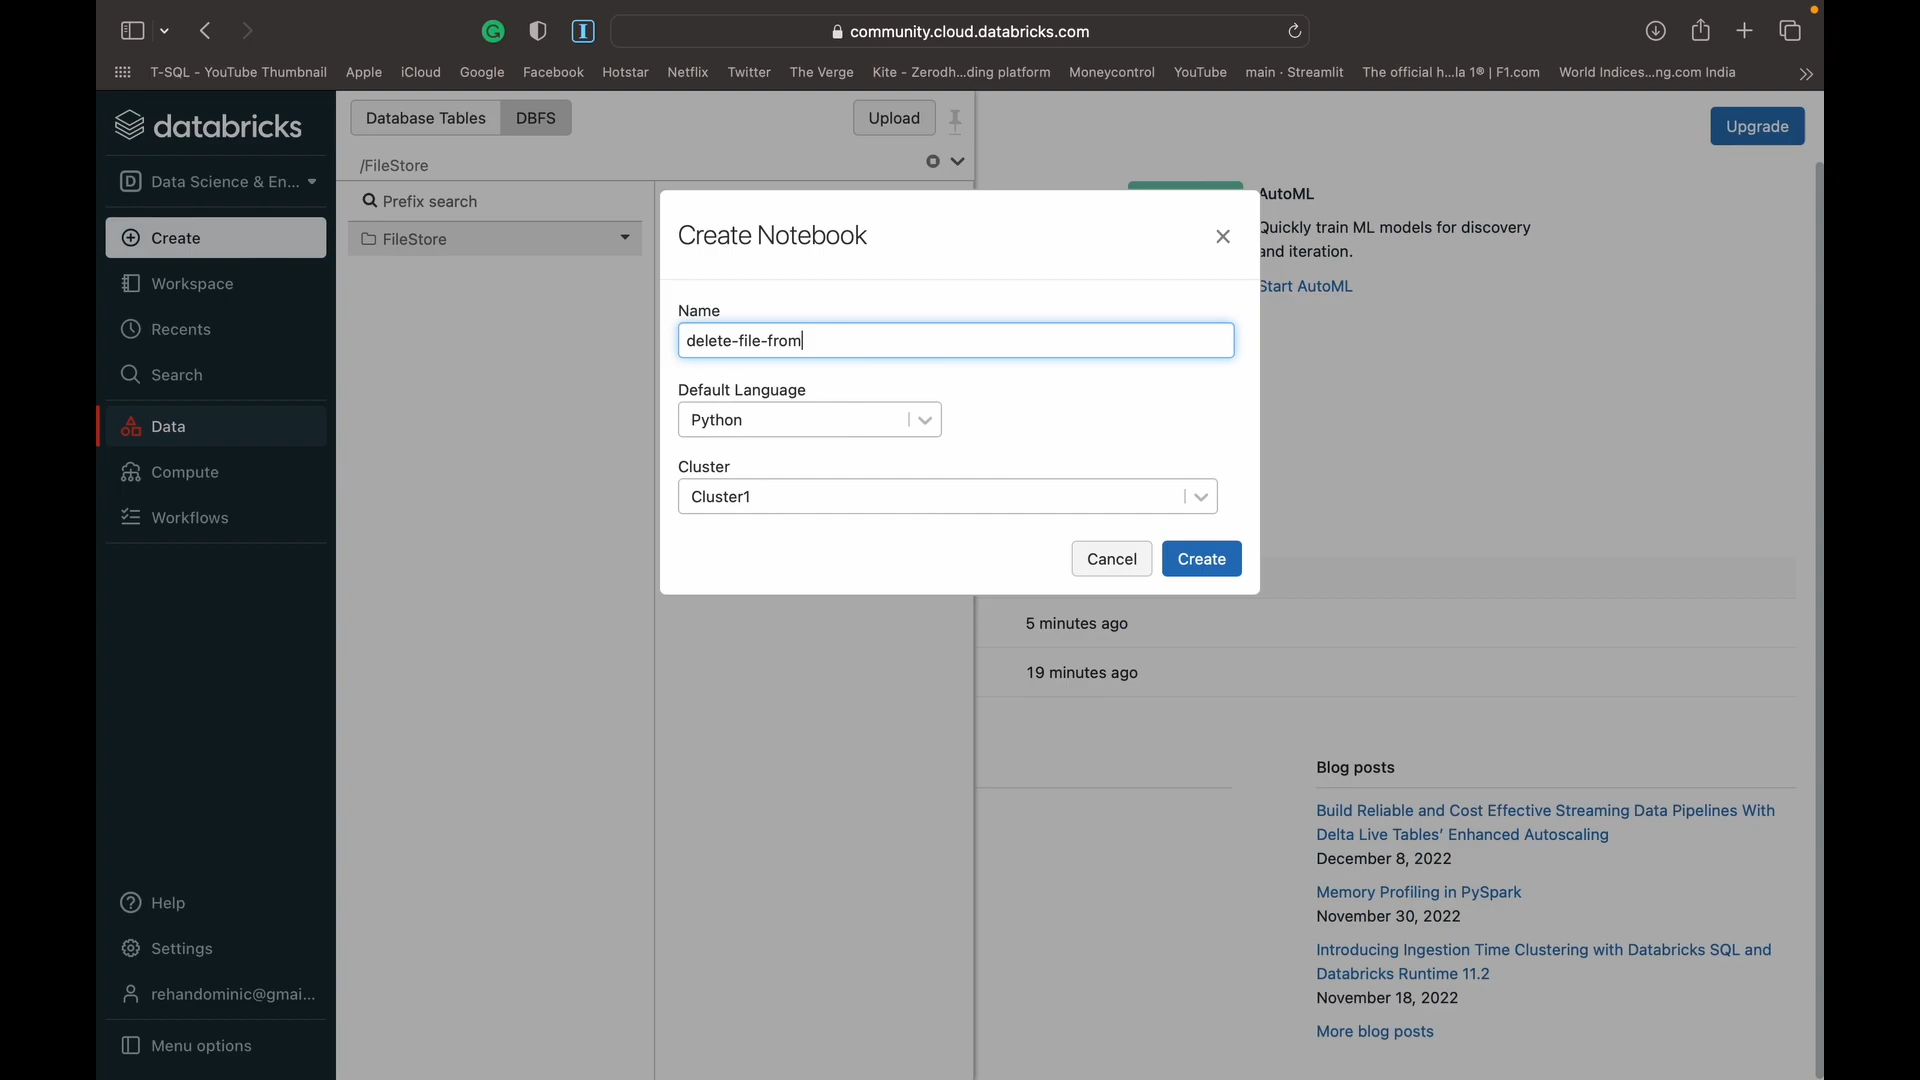 community.cloud.databricks.com
T-SQL - YouTube Thumbnail Apple iCloud Google Facebook Hotstar Netflix Twitter The Verge Kite - Zerodh...ding platform Moneycontrol YouTube main · Streamlit The official h...la 1® | F1.com World Indices...ng.com India
databricks
Data Science & En...
Create
Workspace
Recents
Search
Data
Compute
Workflows
Help
Settings
rehandominic@gmai...
Menu options
Database Tables DBFS Upload
/FileStore
Prefix search
FileStore
Upgrade
AutoML
Quickly train ML models for discovery
and iteration.
Start AutoML
Create Notebook
Name
delete-file-from
Default Language
Python
Cluster
Cluster1
Cancel Create
5 minutes ago
19 minutes ago
Blog posts
Build Reliable and Cost Effective Streaming Data Pipelines With
Delta Live Tables’ Enhanced Autoscaling
December 8, 2022
Memory Profiling in PySpark
November 30, 2022
Introducing Ingestion Time Clustering with Databricks SQL and
Databricks Runtime 11.2
November 18, 2022
More blog posts